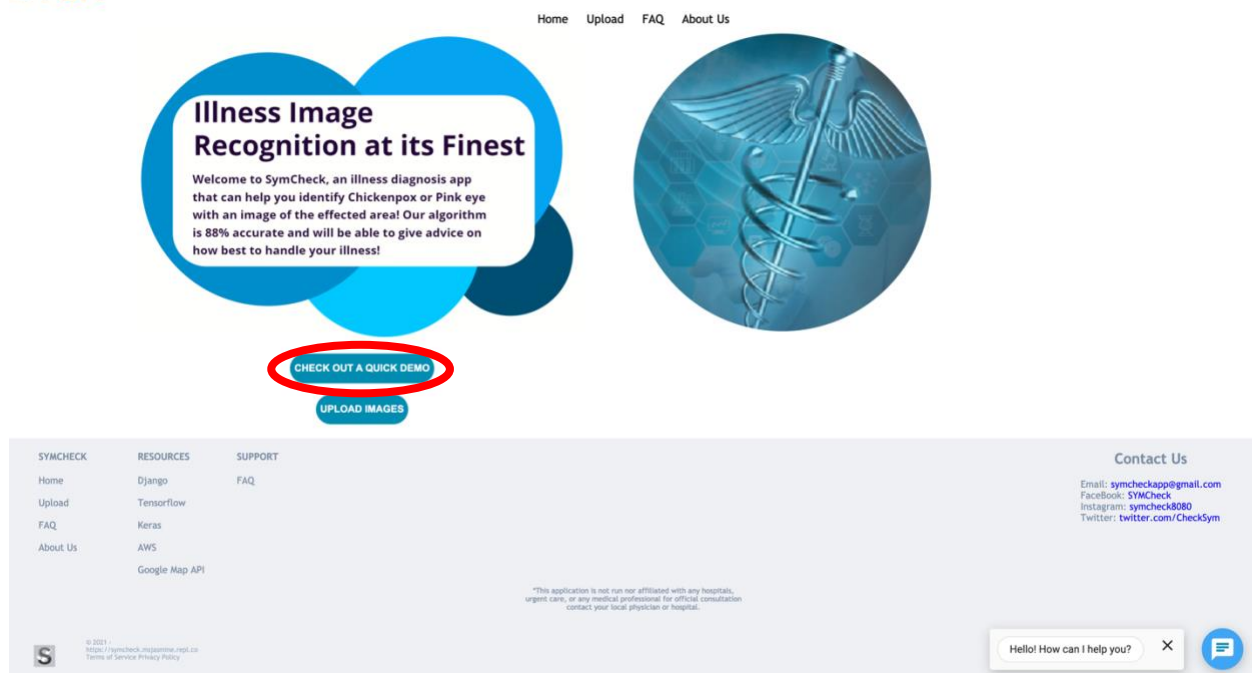 Home Upload FAQ About Us
Illness Image
Recognition at its Finest
Welcome to SymCheck, an illness diagnosis app
that can help you identify Chickenpox or Pink eye
with an image of the effected area! Our algorithm
is 88% accurate and will be able to give advice on
how best to handle your illness!
CHECK OUT A QUICK DEMO
UPLOAD IMAGES
SYMCHECK
Home
Upload
FAQ
About Us
RESOURCES
Django
Tensorflow
Keras
AWS
Google Map API
SUPPORT
FAQ
Contact Us
Email: symcheckapp@gmail.com
FaceBook: SYMCheck
Instagram: symcheck8080
Twitter: twitter.com/CheckSym
*This application is not run nor affiliated with any hospitals,
urgent care, or any medical professional for official consultation
contact your local physician or hospital.
S
© 2021 -
Terms of Service Privacy Policy
Hello! How can I help you?